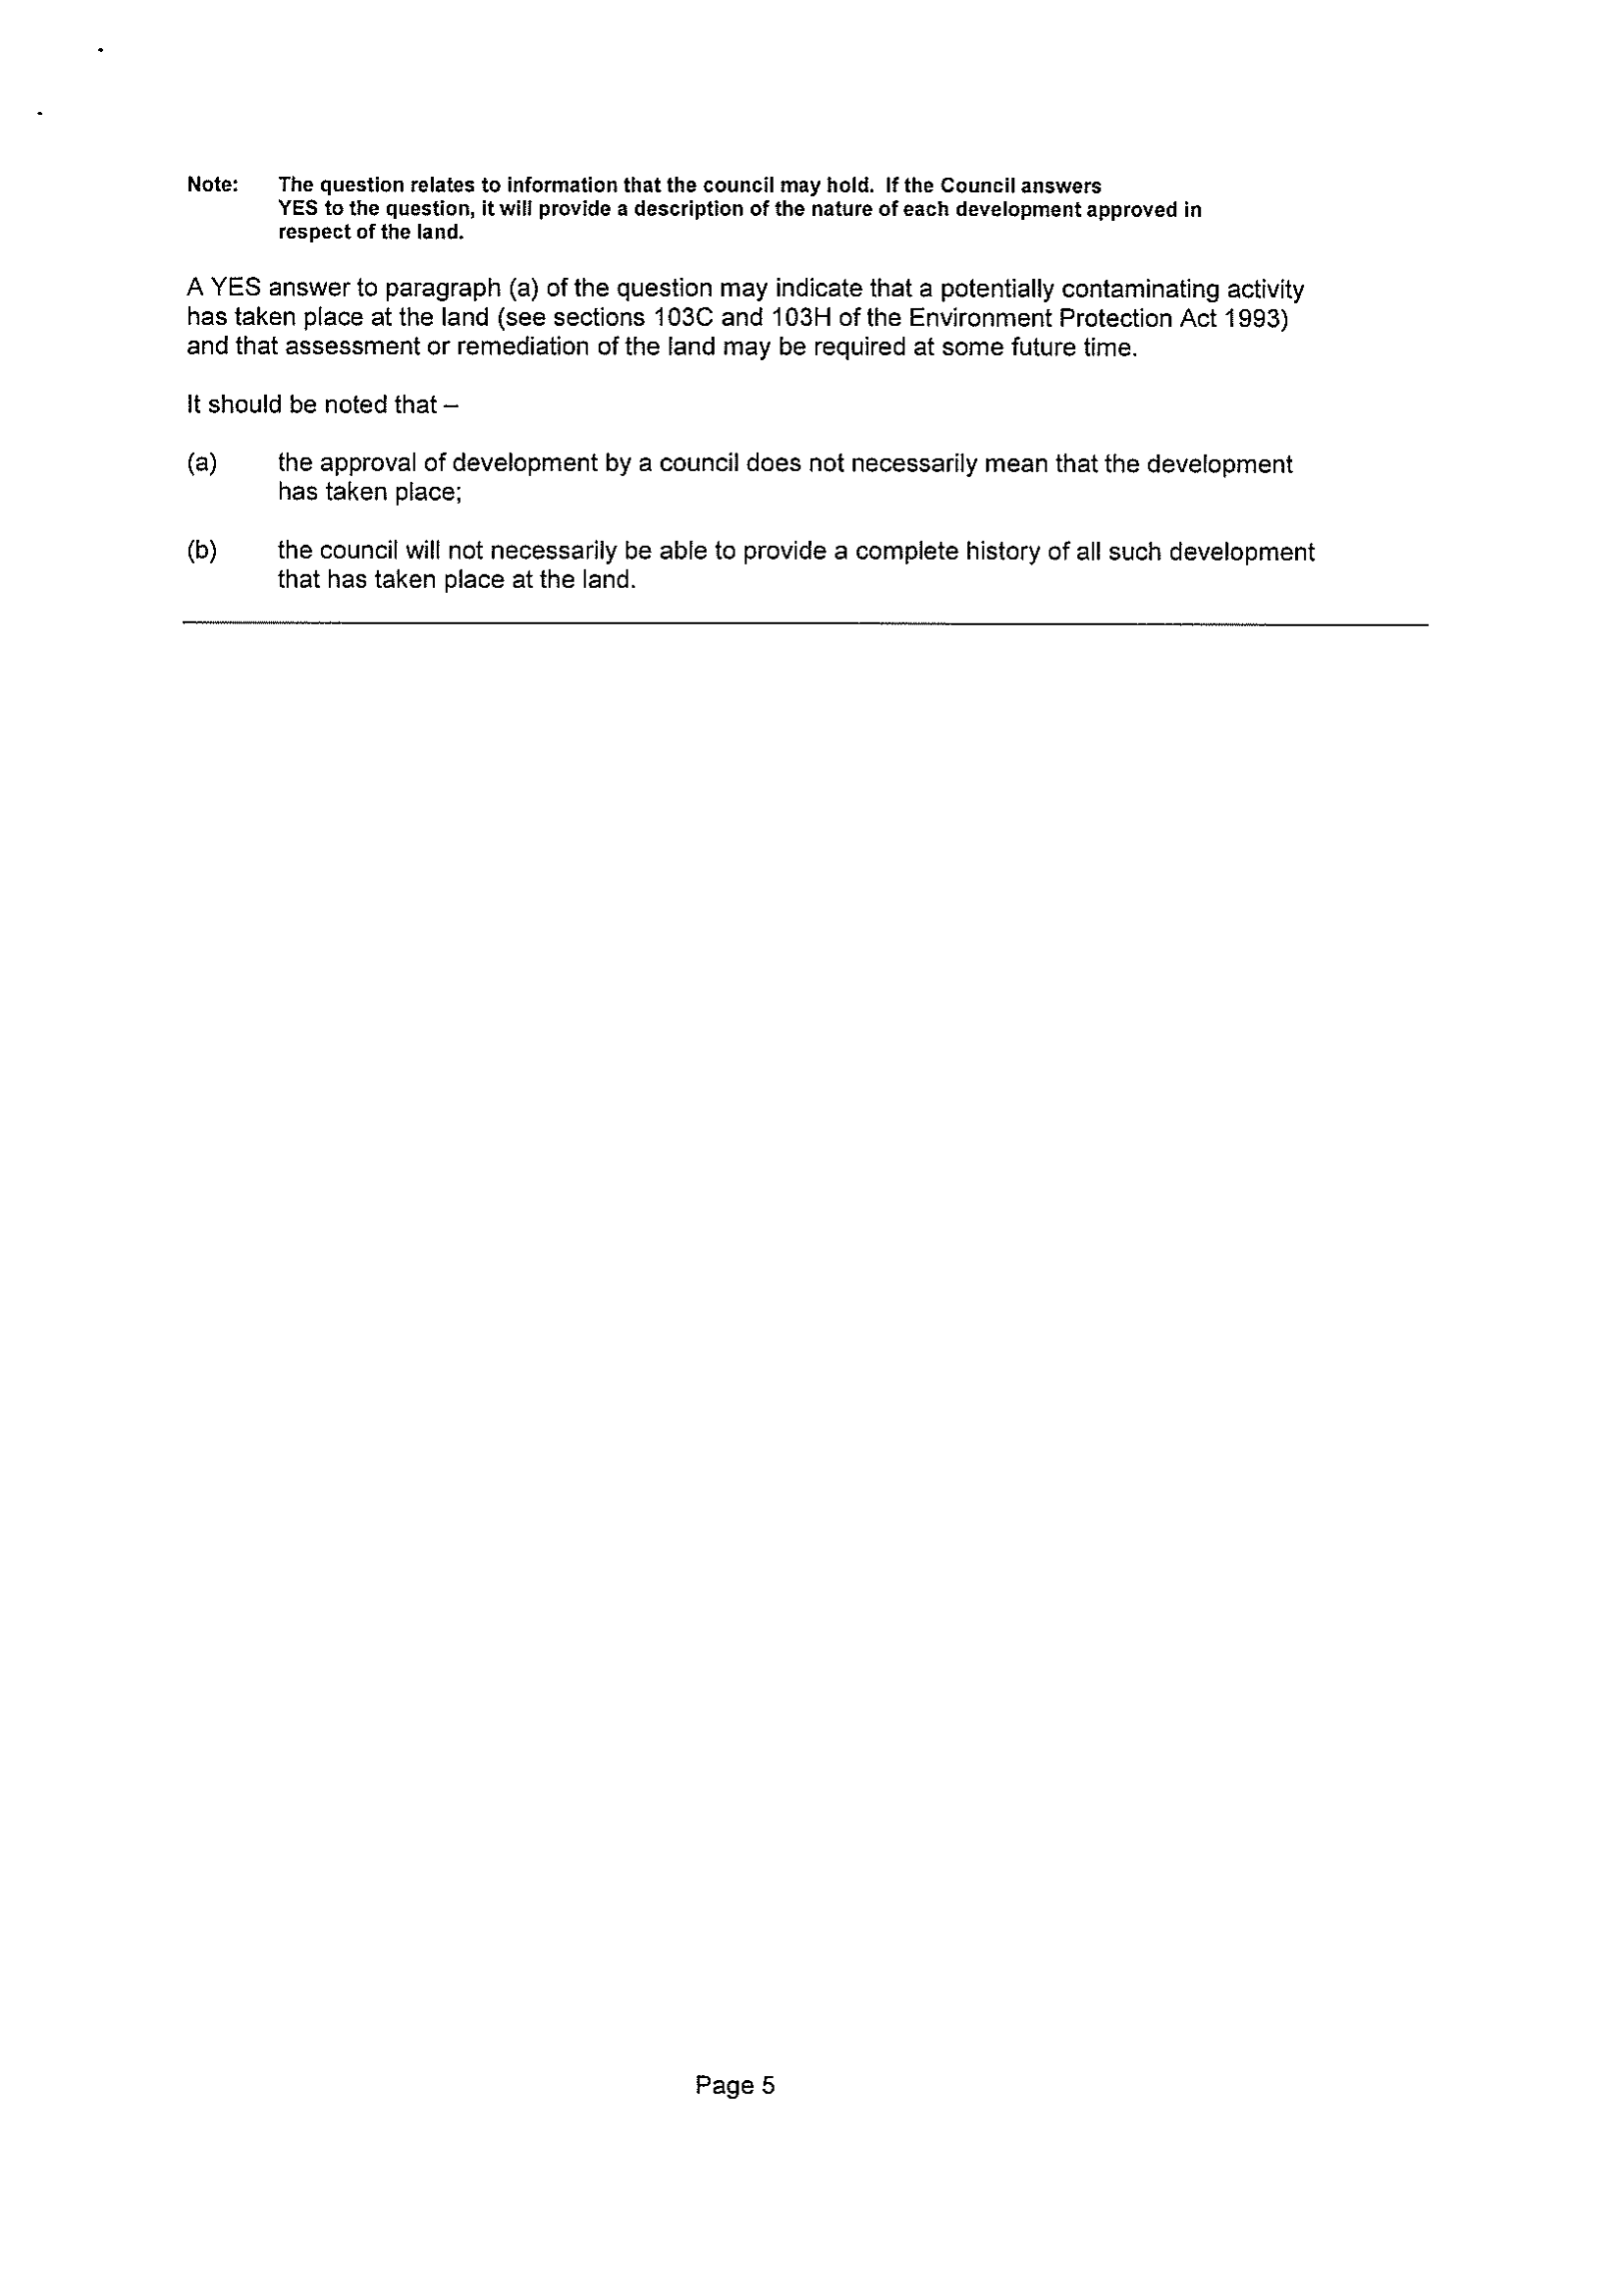 Note: The question relates to information that the council may hold. If the Council answers
YES to the question, it will provide a description of the nature of each development approved in
respect of the land.
A YES answer to paragraph (a) of the question may indicate that a potentially contaminating activity
has taken place at the land (see sections 103C and 103H of the Environment Protection Act 1993)
and that assessment or remediation of the land may be required at some future time.
It should be noted that –
(a) the approval of development by a council does not necessarily mean that the development
has taken place;
(b) the council will not necessarily be able to provide a complete history of all such development
that has taken place at the land.
Page 5